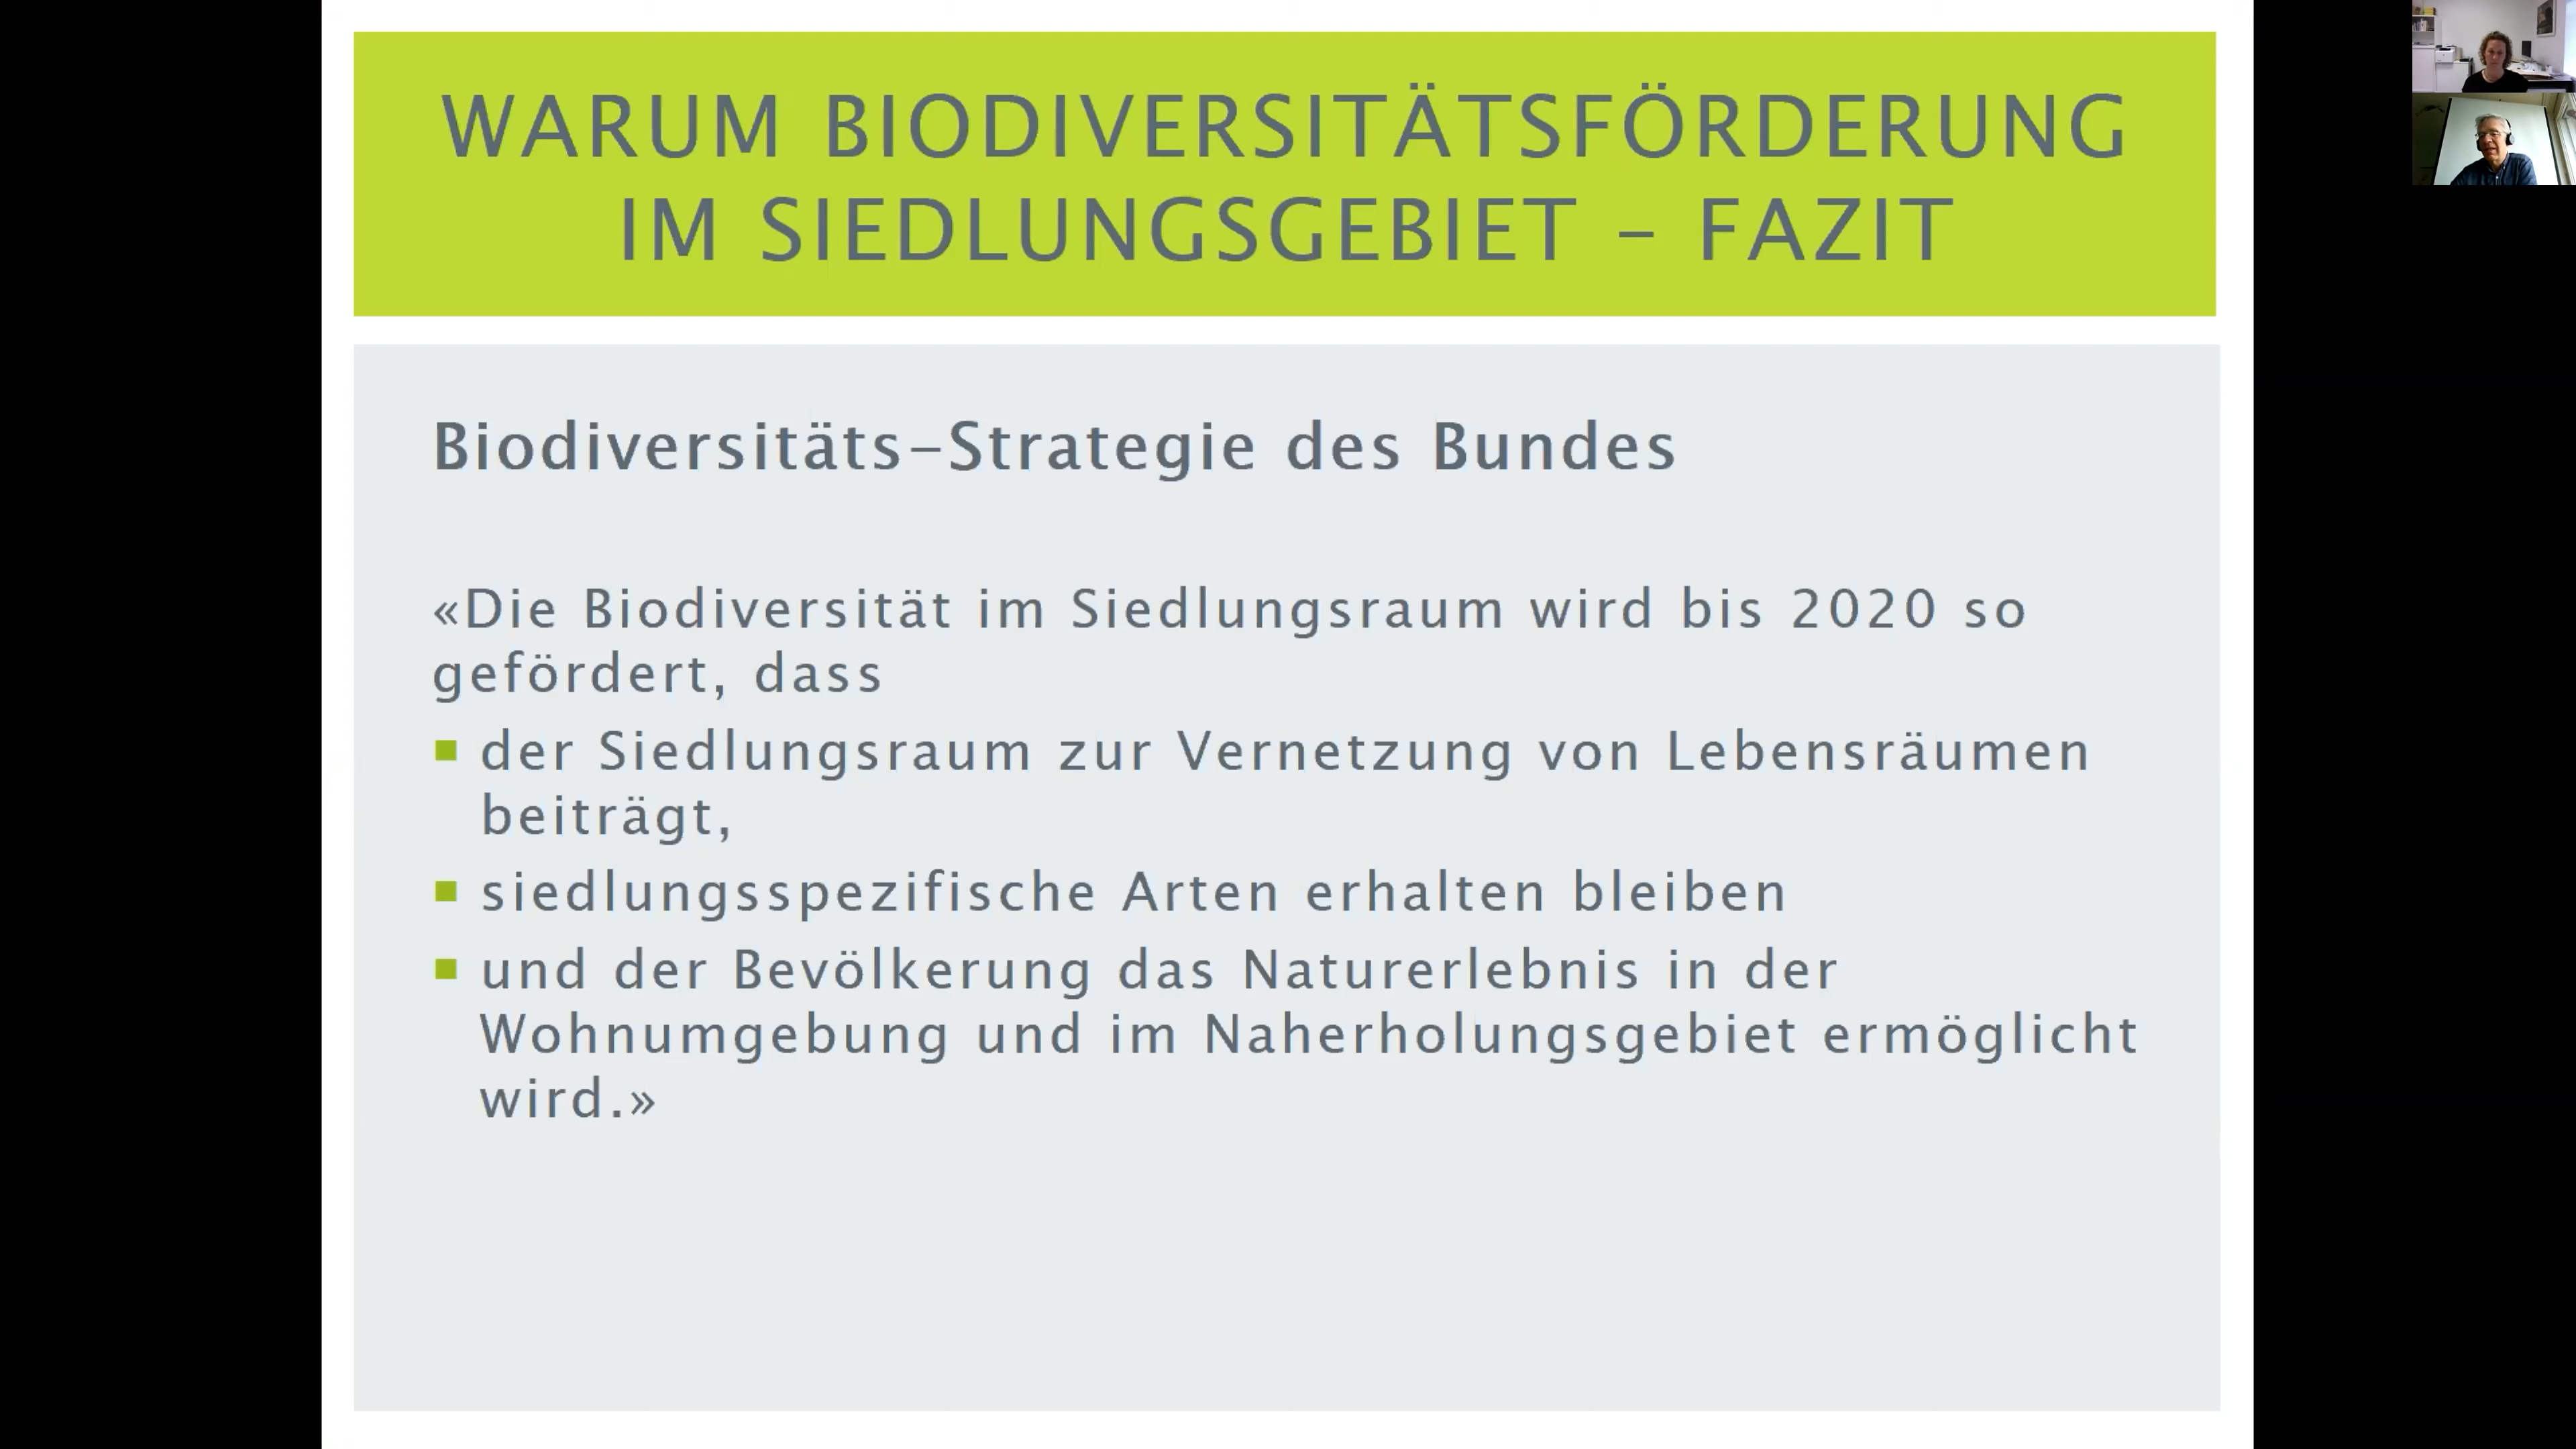 WARUM BIODIVERSITÄTSFÖRDERUNG
IM SIEDLUNGSGEBIET – FAZIT
Biodiversitäts-Strategie des Bundes
«Die Biodiversität im Siedlungsraum wird bis 2020 so
gefördert, dass
der Siedlungsraum zur Vernetzung von Lebensräumen
beiträgt,
siedlungsspezifische Arten erhalten bleiben
und der Bevölkerung das Naturerlebnis in der
Wohnumgebung und im Naherholungsgebiet ermöglicht
wird.»